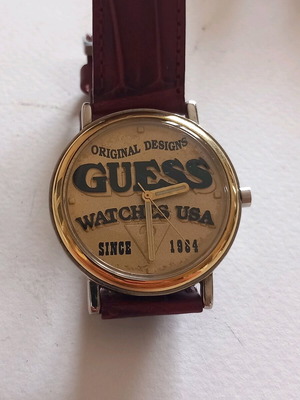 ORIGINAL DESIGNS
GUESS
WATCHES USA
SINCE 1984